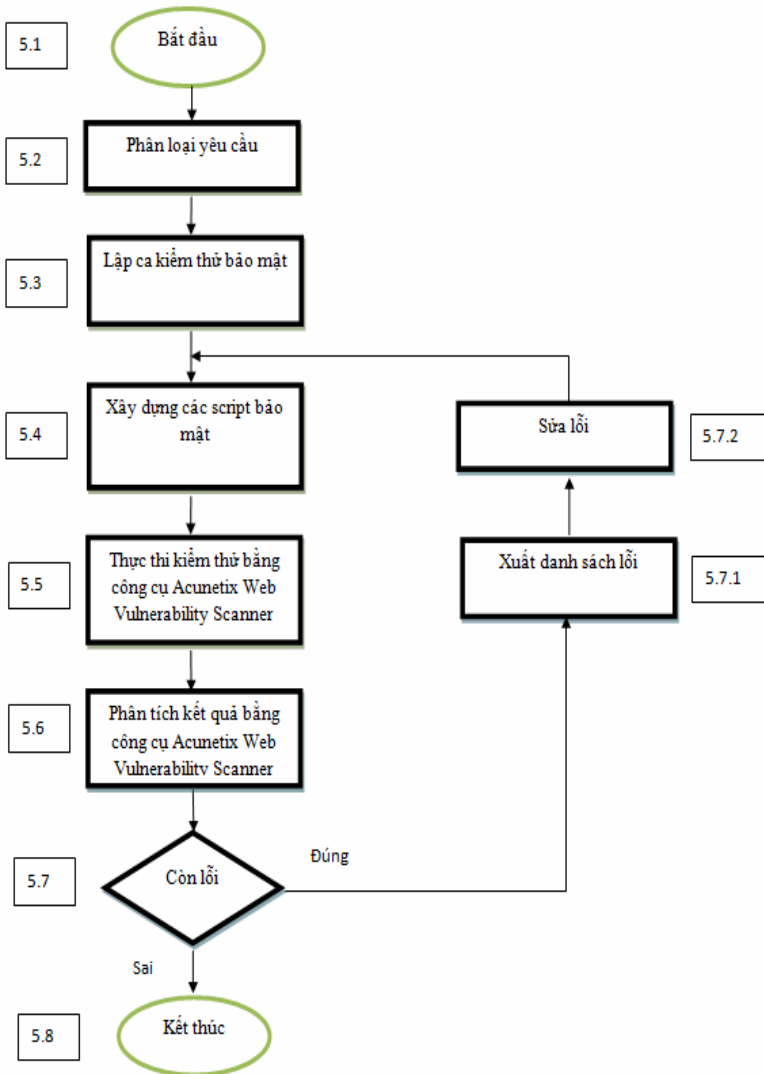 5.1
Bắt đầu
5.2
Phân loại yêu cầu
5.3
Lập ca kiểm thử bảo mật
5.4
Xây dựng các script bảo
mật
Sửa lỗi
5.7.2
5.5
Thực thi kiểm thử bằng
công cụ Acunetix Web
Vulnerability Scanner
Xuất danh sách lỗi
5.7.1
5.6
Phân tích kết quả bằng
công cụ Acunetix Web
Vulnerability Scanner
5.7
Còn lỗi
Đúng
Sai
5.8
Kết thúc